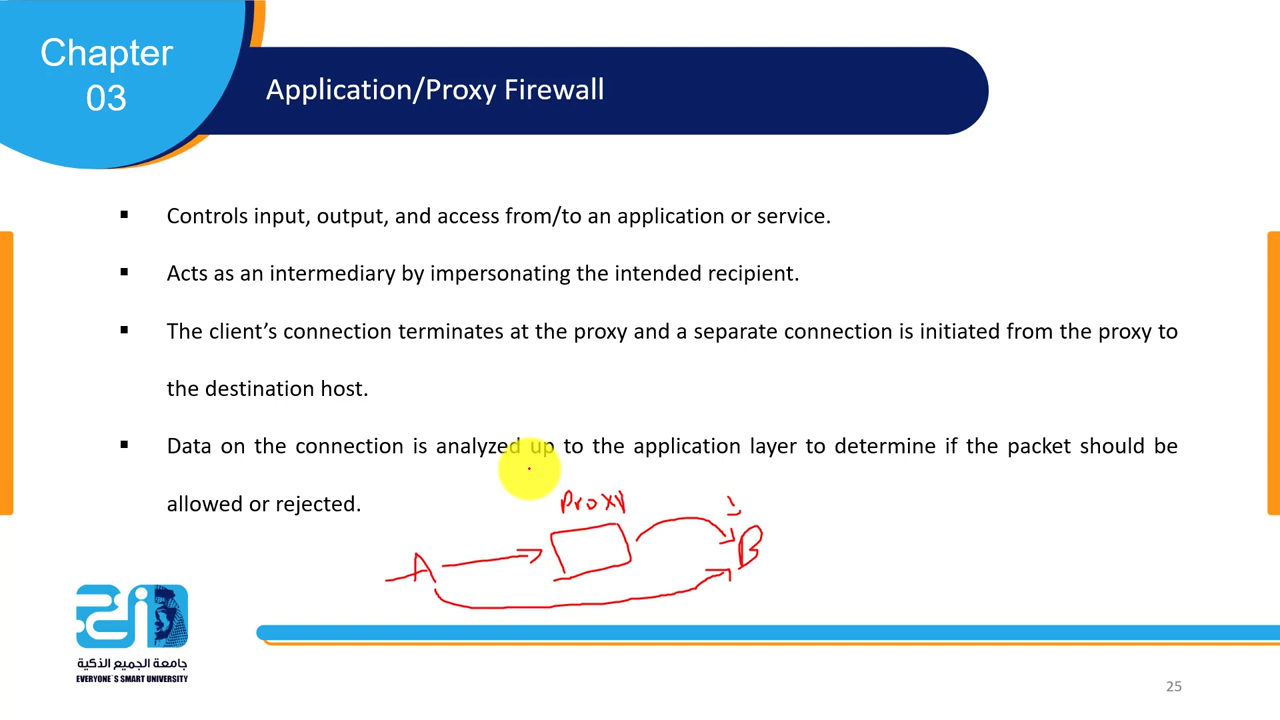 Chapter
03
Application/Proxy Firewall
▪ Controls input, output, and access from/to an application or service.
▪ Acts as an intermediary by impersonating the intended recipient.
▪ The client’s connection terminates at the proxy and a separate connection is initiated from the proxy to
the destination host.
▪ Data on the connection is analyzed up to the application layer to determine if the packet should be
allowed or rejected.
Proxy
A
B
جامعة الجميع الذكية
EVERYONE`S SMART UNIVERSITY
25